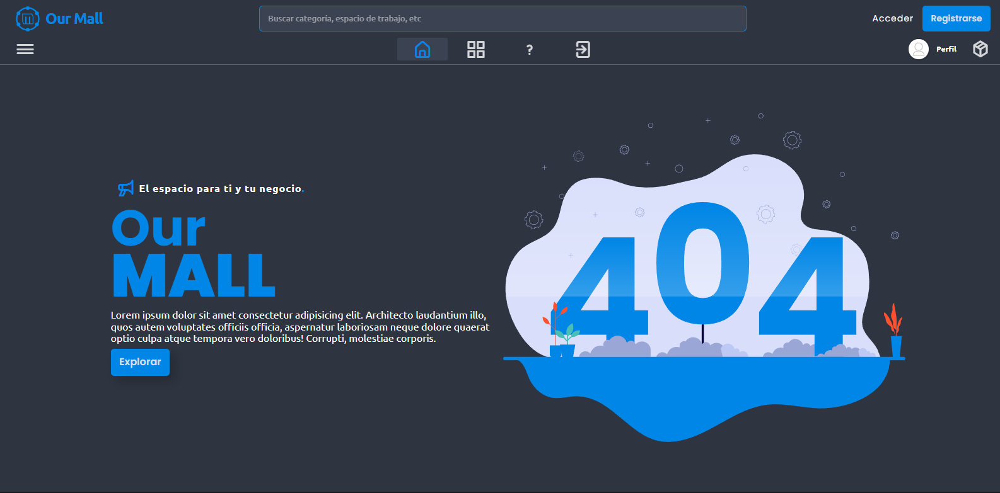 Our Mall
Buscar categoría, espacio de trabajo, etc
Acceder
Registrarse
?
Perfil
El espacio para ti y tu negocio.
Our
MALL
Lorem ipsum dolor sit amet consectetur adipisicing elit. Architecto laudantium illo,
quos autem voluptates officiis officia, aspernatur laboriosam neque dolore quaerat
optio culpa atque tempora vero doloribus! Corrupti, molestiae corporis.
Explorar
404